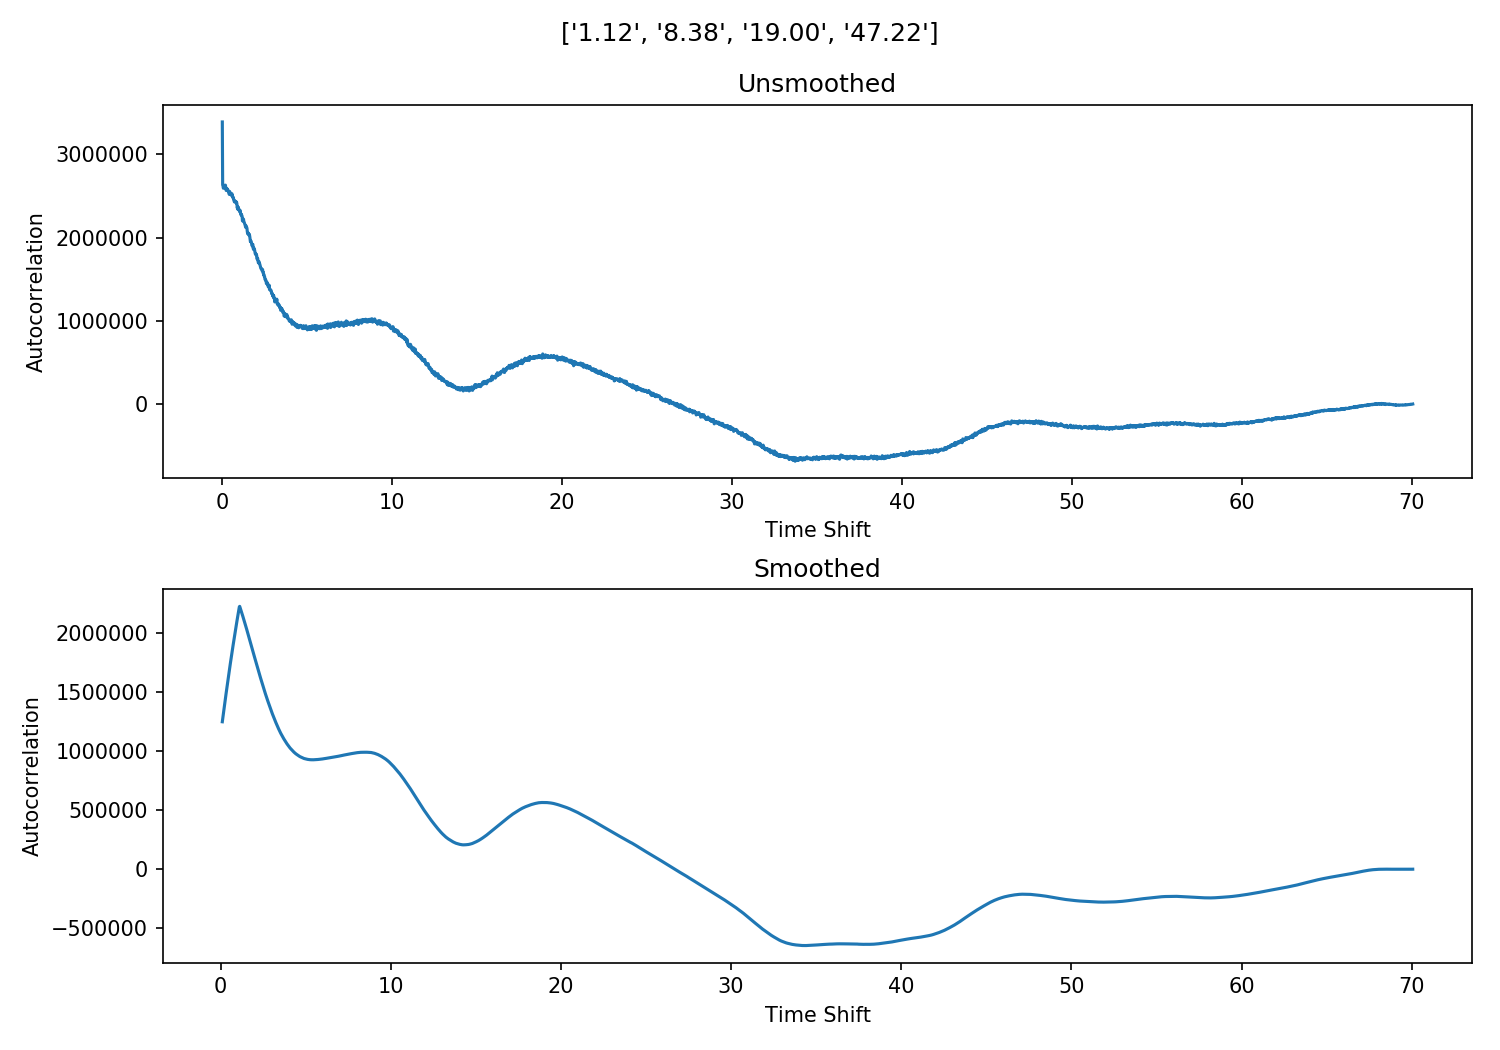 ['1.12', '8.38', '19.00', '47.22']
Unsmoothed
3000000
2000000
1000000
0
Autocorrelation
0 10 20 30 40 50 60 70
Time Shift
Smoothed
2000000
1500000
1000000
500000
0
−500000
Autocorrelation
0 10 20 30 40 50 60 70
Time Shift